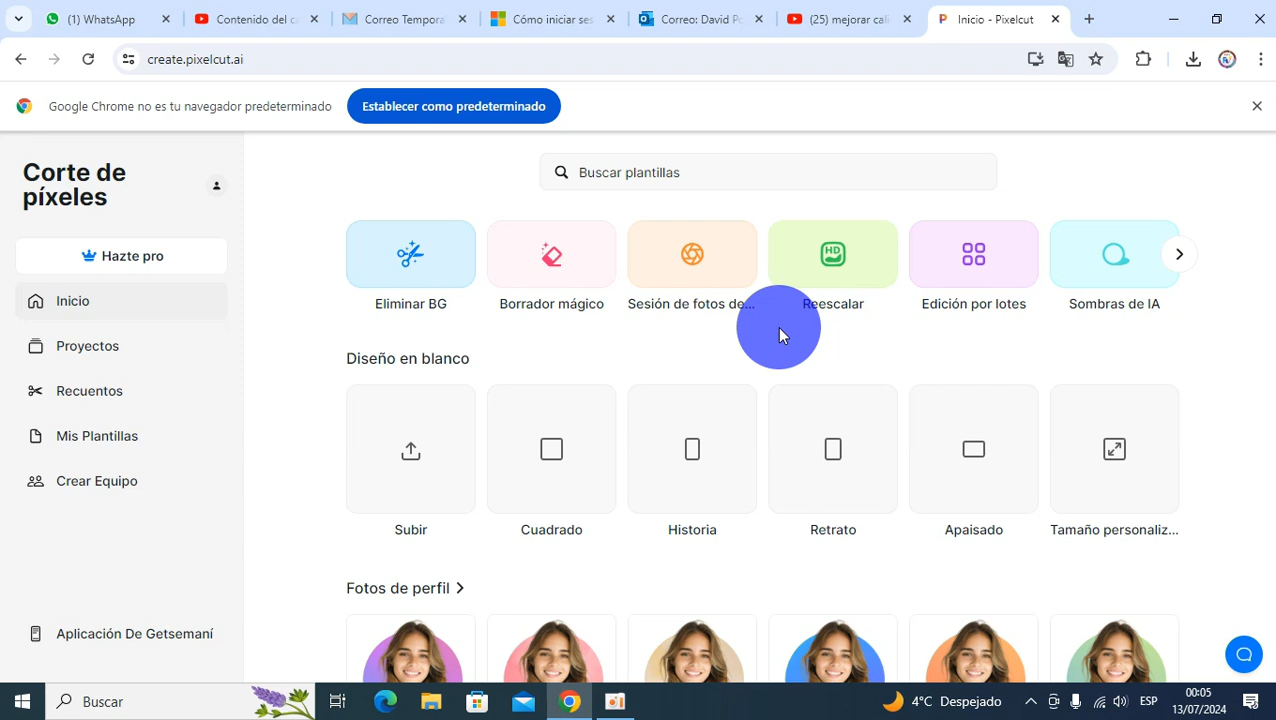 (1) WhatsApp
Contenido del c
Correo Tempora
Cómo iniciar ses
Correo: David P
(25) mejorar cali
Inicio - Pixelcut
create.pixelcut.ai
Google Chrome no es tu navegador predeterminado
Establecer como predeterminado
Corte de
píxeles
Hazte pro
Inicio
Proyectos
Recuentos
Mis Plantillas
Crear Equipo
Aplicación De Getsemaní
Buscar plantillas
Eliminar BG
Borrador mágico
Sesión de fotos de...
HD
Reescalar
Edición por lotes
Sombras de IA
Diseño en blanco
Subir
Cuadrado
Historia
Retrato
Apaisado
Tamaño personaliz...
Fotos de perfil
Buscar
4°C Despejado
ESP
00:05
13/07/2024